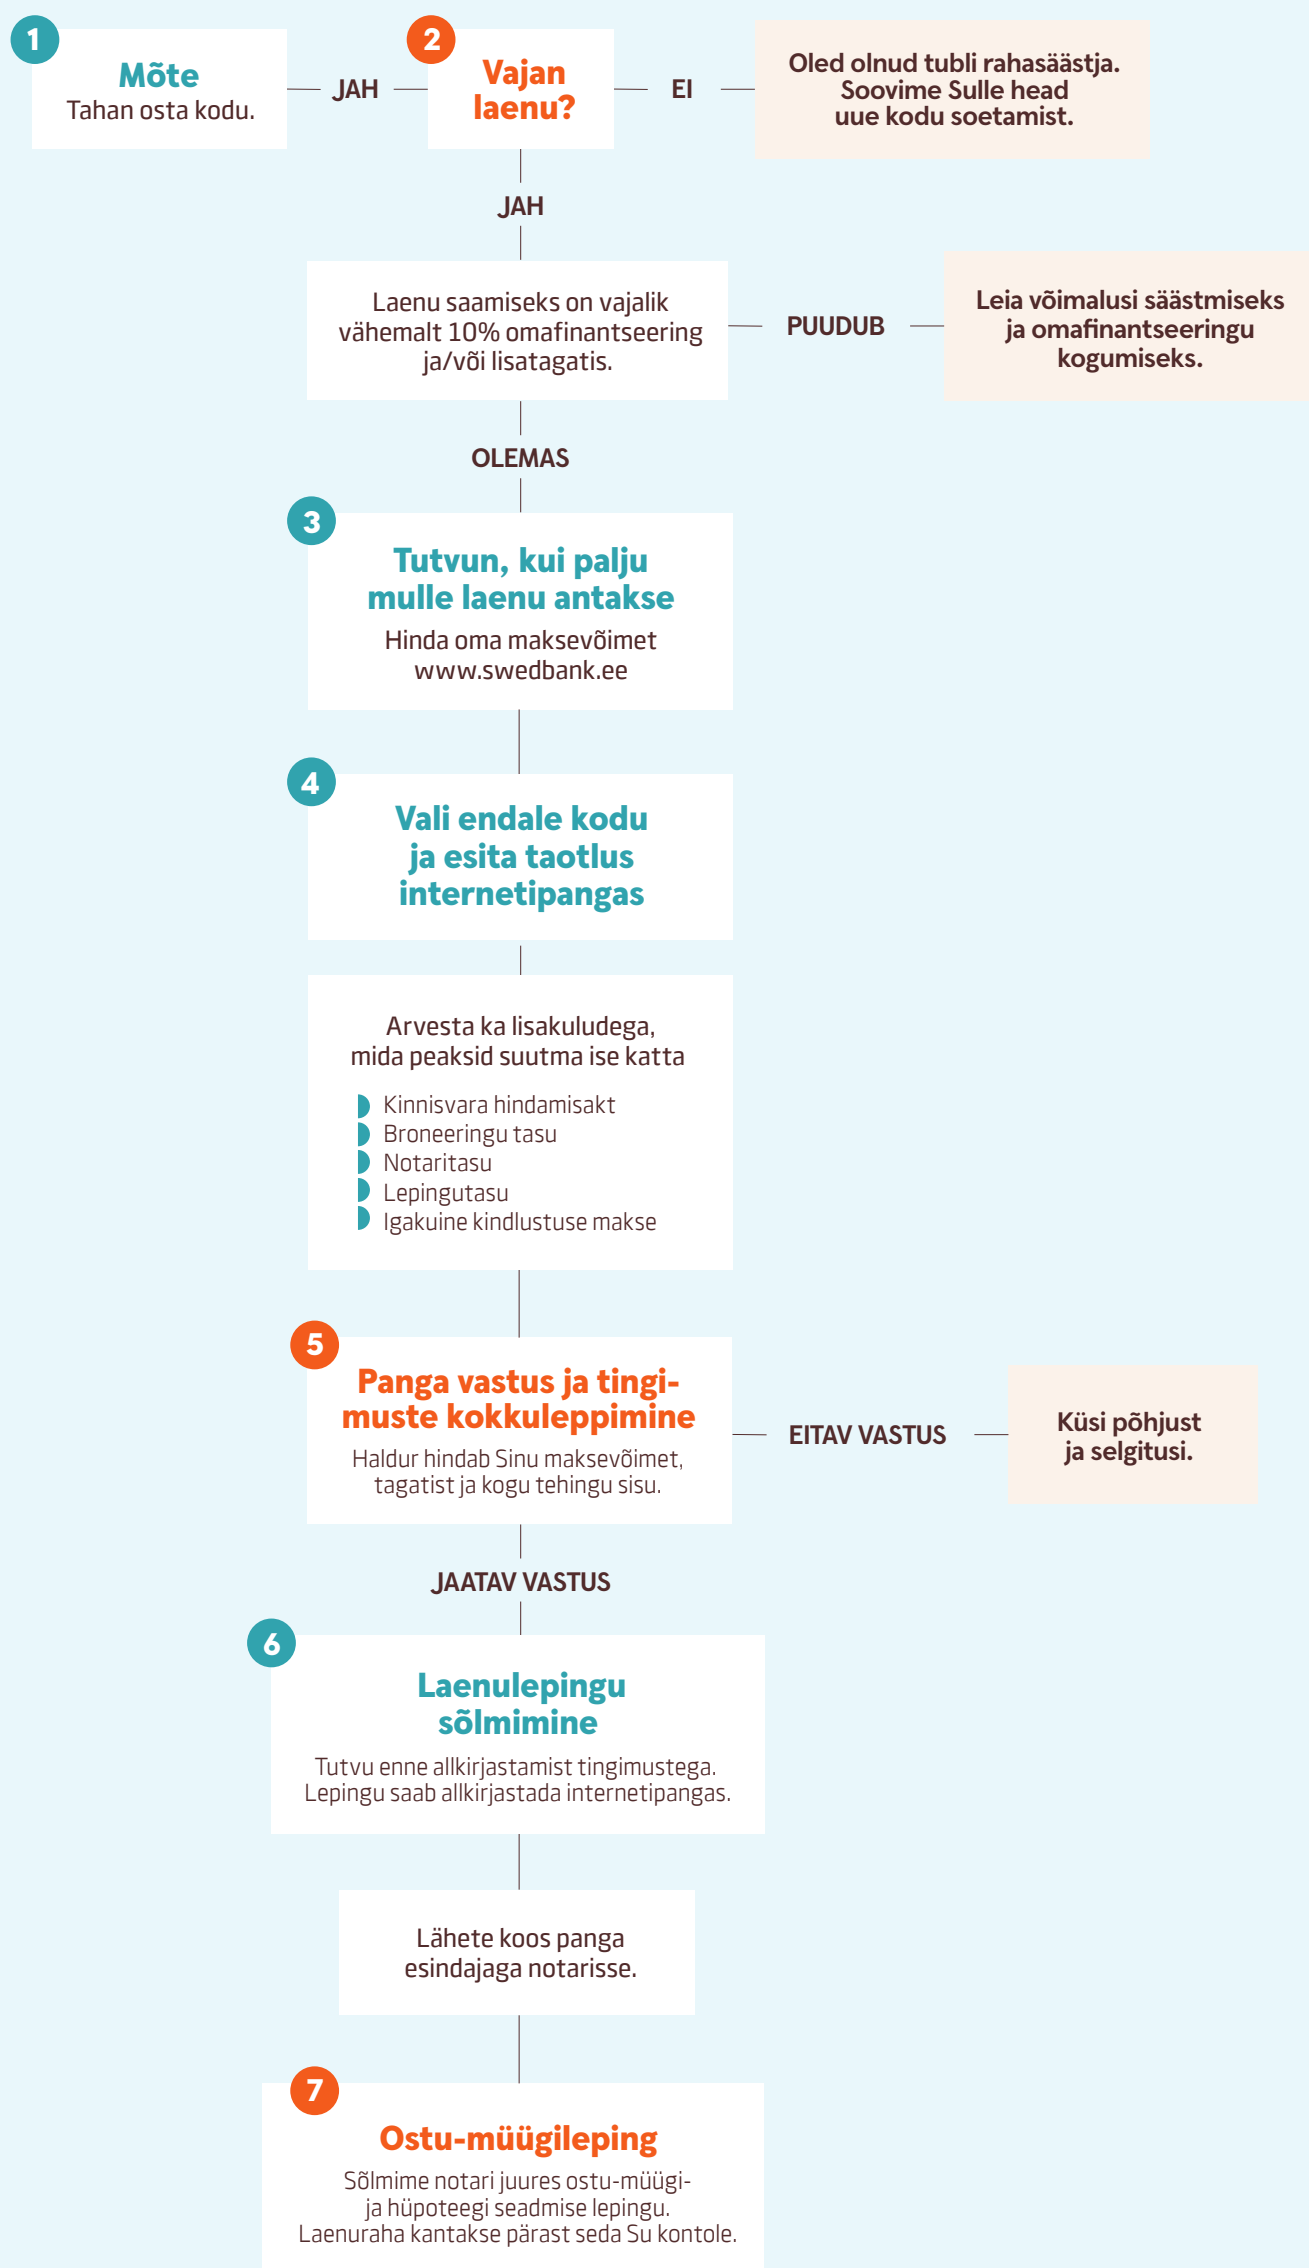 1
Mõte
Tahan osta kodu.
JAH
2
Vajan
laenu?
EI
Oled olnud tubli rahasäästja.
Soovime Sulle head
uue kodu soetamist.
JAH
Laenu saamiseks on vajalik
vähemalt 10% omafinantseering
ja/või lisatagatis.
PUUDUB
Leia võimalusi säästmiseks
ja omafinantseeringu
kogumiseks.
OLEMAS
3
Tutvun, kui palju
mulle laenu antakse
Hinda oma maksevõimet
www.swedbank.ee
4
Vali endale kodu
ja esita taotlus
internetipangas
Arvesta ka lisakuludega,
mida peaksid suutma ise katta
Kinnisvara hindamisakt
Broneeringu tasu
Notaritasu
Lepingutasu
Igakuine kindlustuse makse
5
Panga vastus ja tingi-
muste kokkuleppimine
Haldur hindab Sinu maksevõimet,
tagatist ja kogu tehingu sisu.
EITAV VASTUS
Küsi põhjust
ja selgitusi.
JAATAV VASTUS
6
Laenulepingu
sõlmimine
Tutvu enne allkirjastamist tingimustega.
Lepingu saab allkirjastada internetipangas.
Lähete koos panga
esindajaga notarisse.
7
Ostu-müügileping
Sõlmime notari juures ostu-müügi-
ja hüpoteegi seadmise lepingu.
Laenuraha kantakse pärast seda Su kontole.